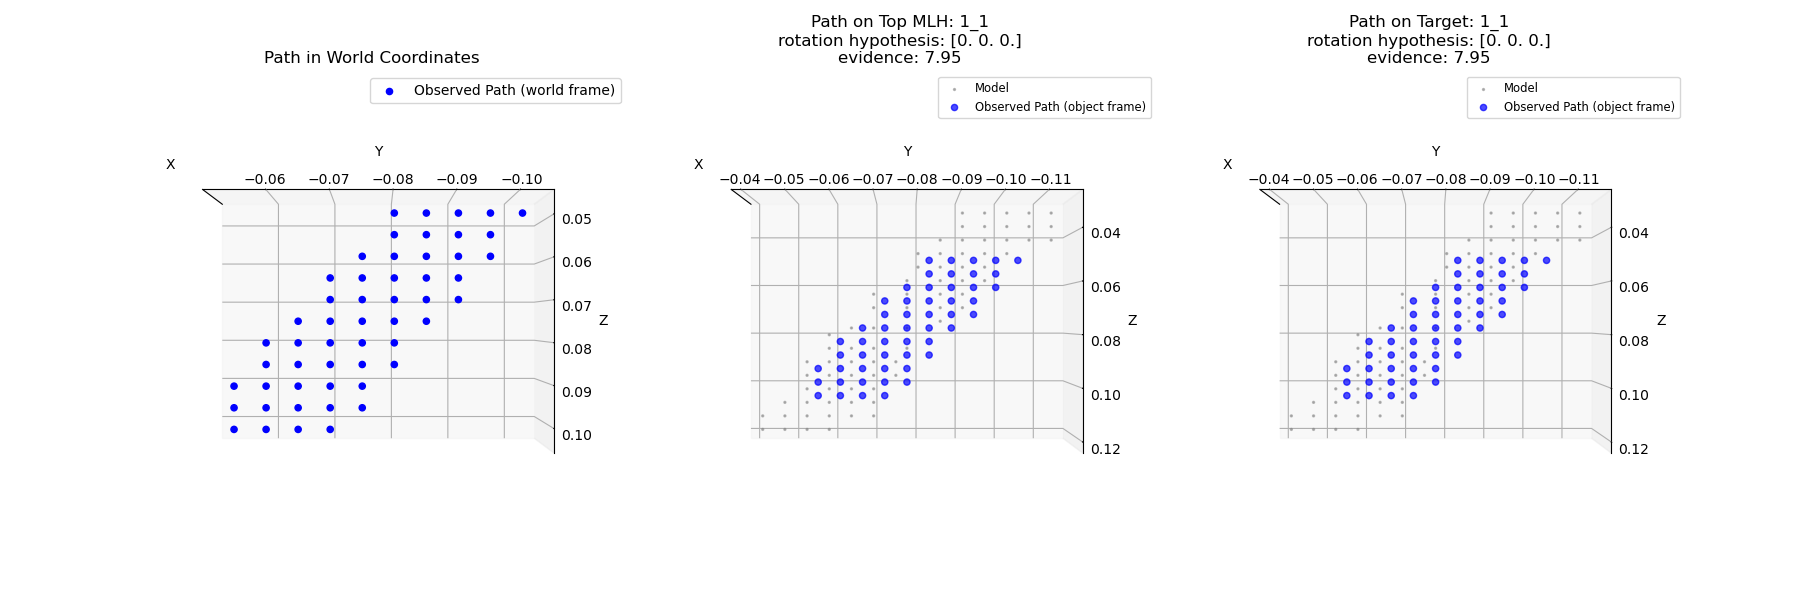 Path in World Coordinates
Observed Path (world frame)
X
Y
−0.06 −0.07 −0.08 −0.09 −0.10
0.05
0.06
0.07
Z
0.08
0.09
0.10
Path on Top MLH: 1_1
rotation hypothesis: [0. 0. 0.]
evidence: 7.95
Model
Observed Path (object frame)
X
Y
−0.04 −0.05 −0.06 −0.07 −0.08 −0.09 −0.10 −0.11
0.04
0.06
Z
0.08
0.10
0.12
Path on Target: 1_1
rotation hypothesis: [0. 0. 0.]
evidence: 7.95
Model
Observed Path (object frame)
X
Y
−0.04 −0.05 −0.06 −0.07 −0.08 −0.09 −0.10 −0.11
0.04
0.06
Z
0.08
0.10
0.12